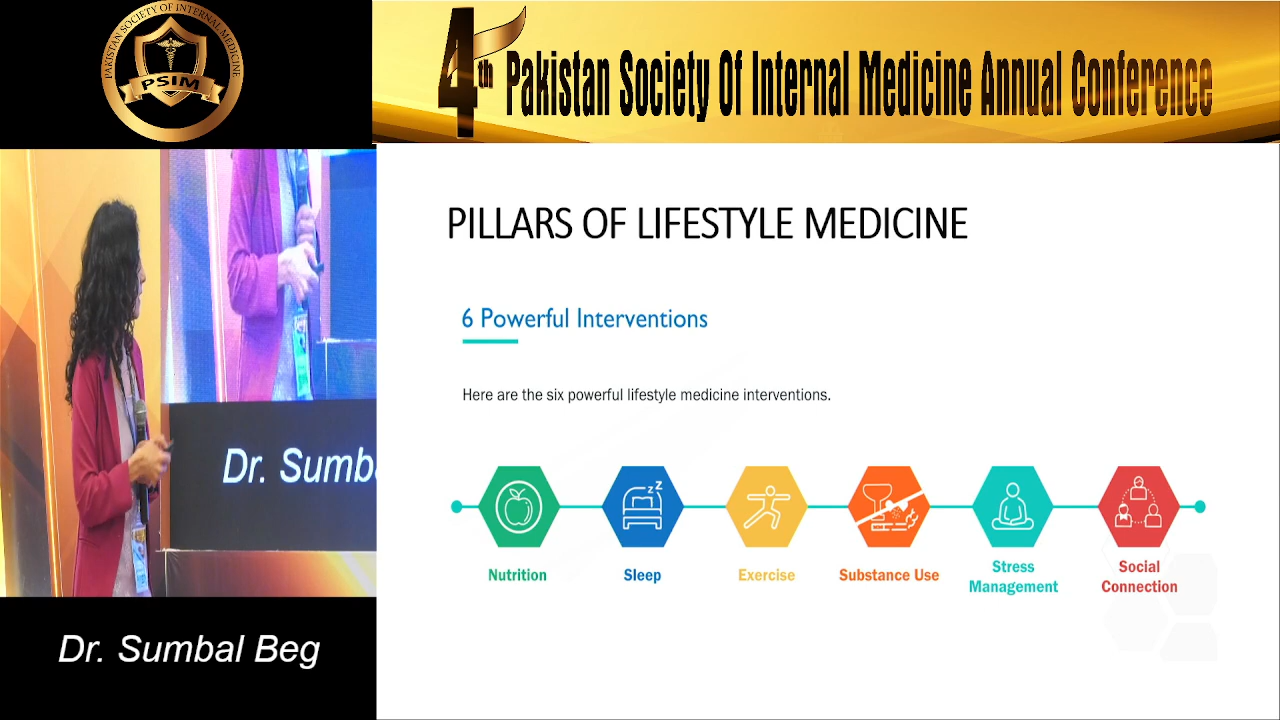 PAKISTAN SOCIETY OF INTERNAL MEDICINE
PSIM
4th Pakistan Society Of Internal Medicine Annual Conference
PILLARS OF LIFESTYLE MEDICINE
6 Powerful Interventions
Here are the six powerful lifestyle medicine interventions.
z z
Nutrition
Sleep
Exercise
Substance Use
Stress
Management
Social
Connection
Dr. Sumb
Dr. Sumbal Beg